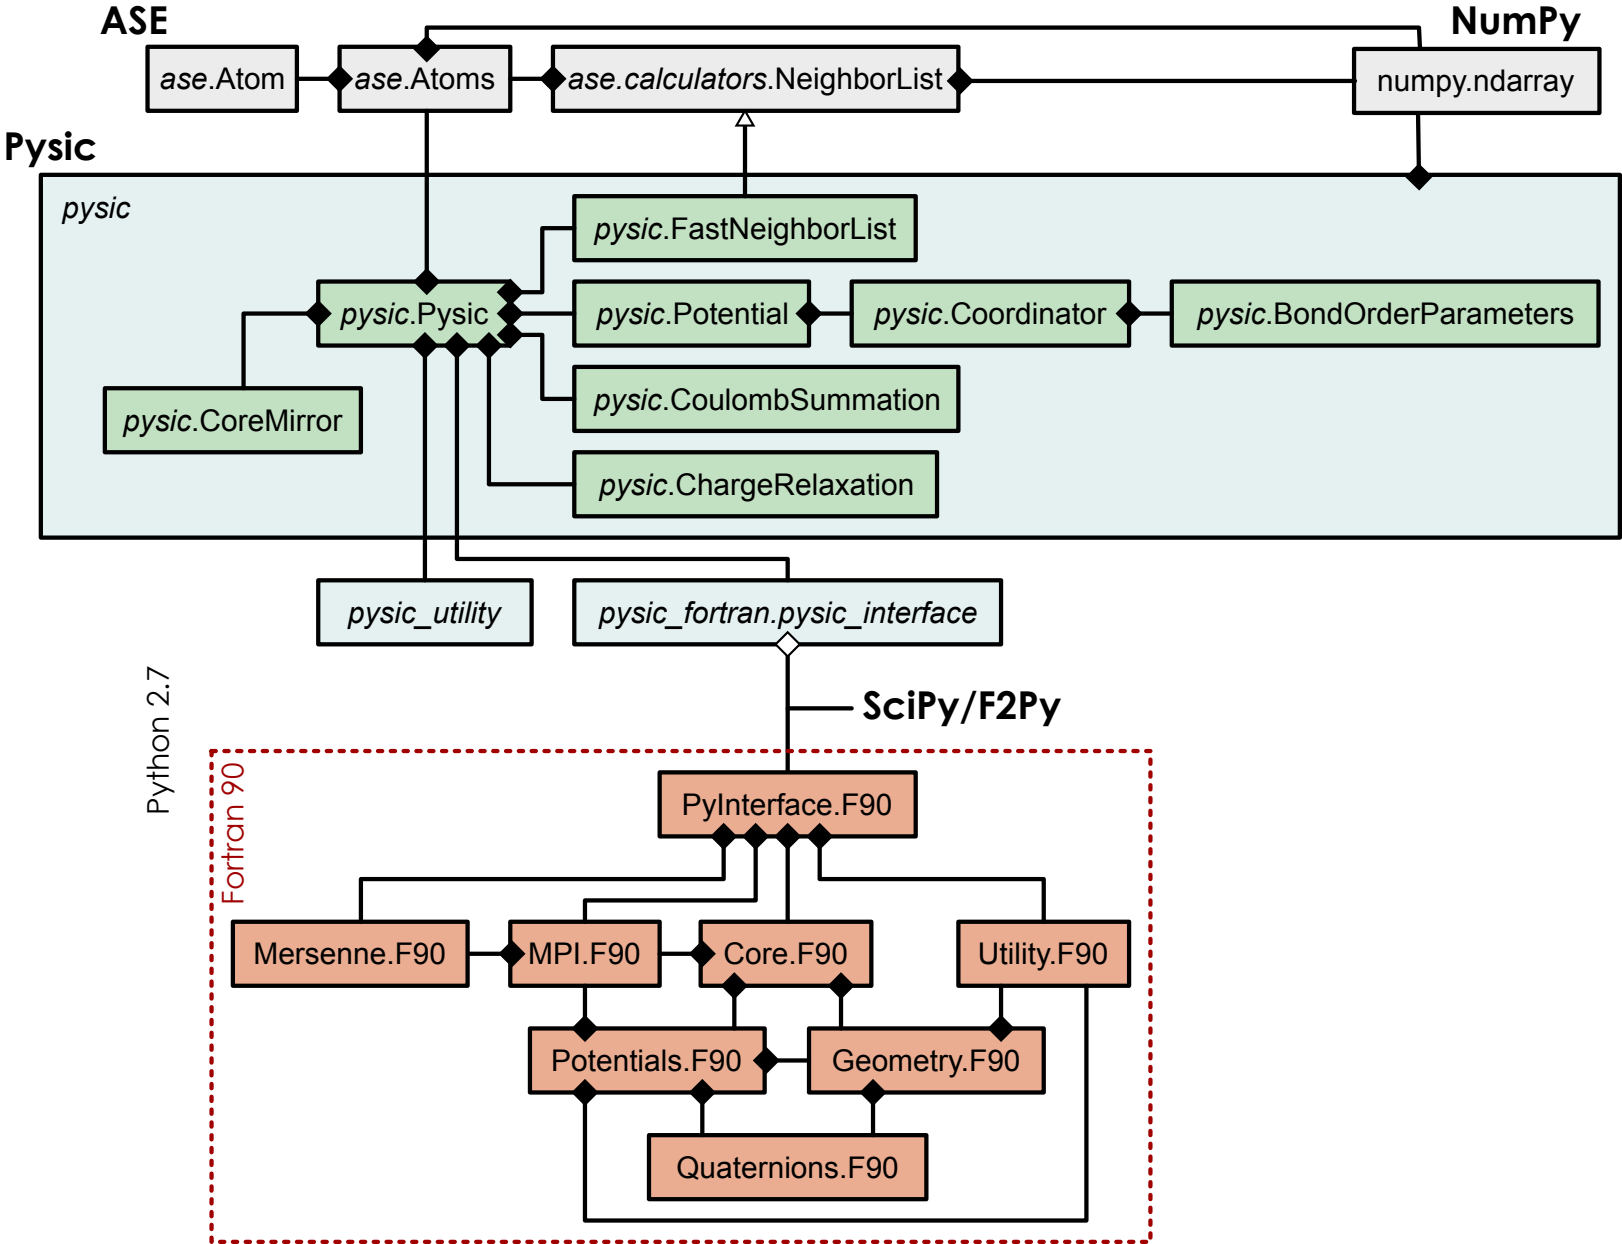 ASE
NumPy
ase.Atom
ase.Atoms
ase.calculators.NeighborList
numpy.ndarray
Pysic
pysic
pysic.FastNeighborList
pysic.Pysic
pysic.Potential
pysic.Coordinator
pysic.BondOrderParameters
pysic.CoulombSummation
pysic.CoreMirror
pysic.ChargeRelaxation
pysic_utility
pysic_fortran.pysic_interface
Python 2.7
SciPy/F2Py
Fortran 90
PyInterface.F90
Mersenne.F90
MPI.F90
Core.F90
Utility.F90
Potentials.F90
Geometry.F90
Quaternions.F90